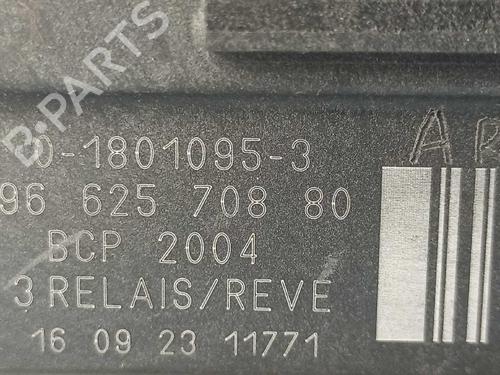 B-PARTS
0-1801095-3
96 625 708 80
BCP 2004
3 RELAIS/REVE
16 09 23 11771